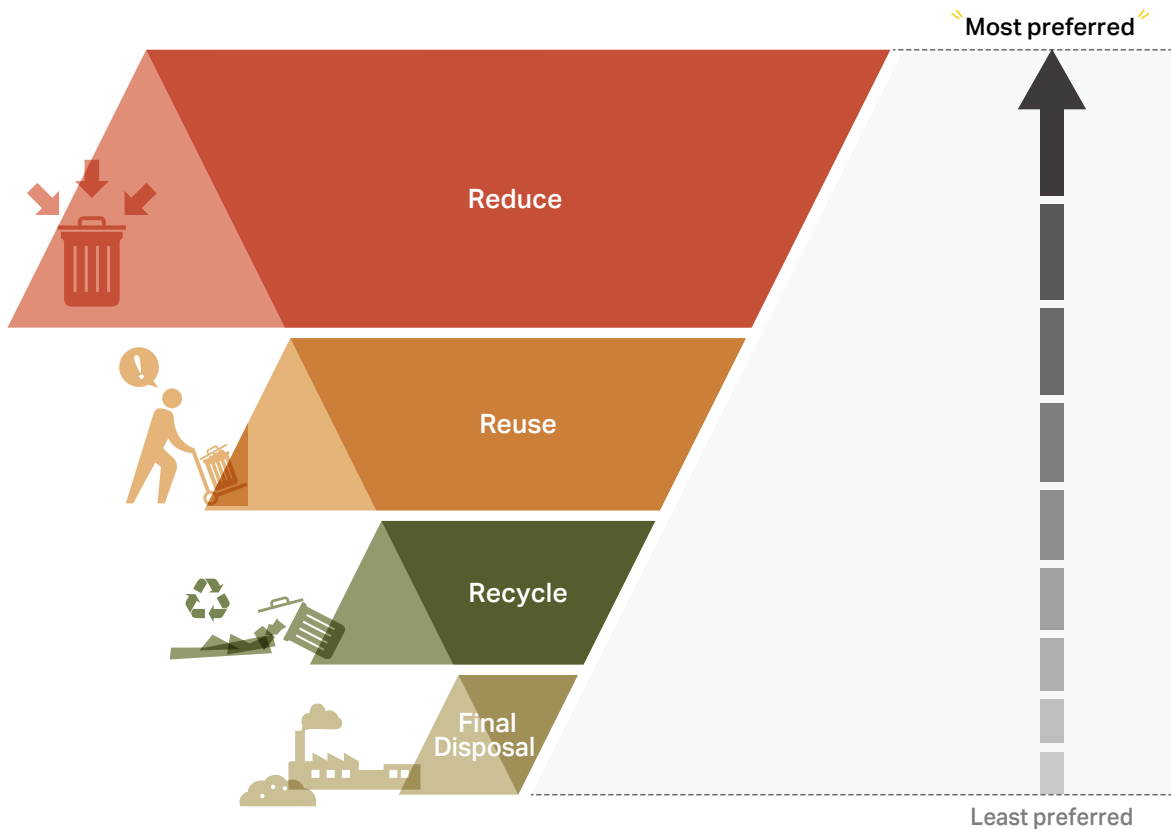 Most preferred
Reduce
Reuse
Recycle
Final
Disposal
Least preferred